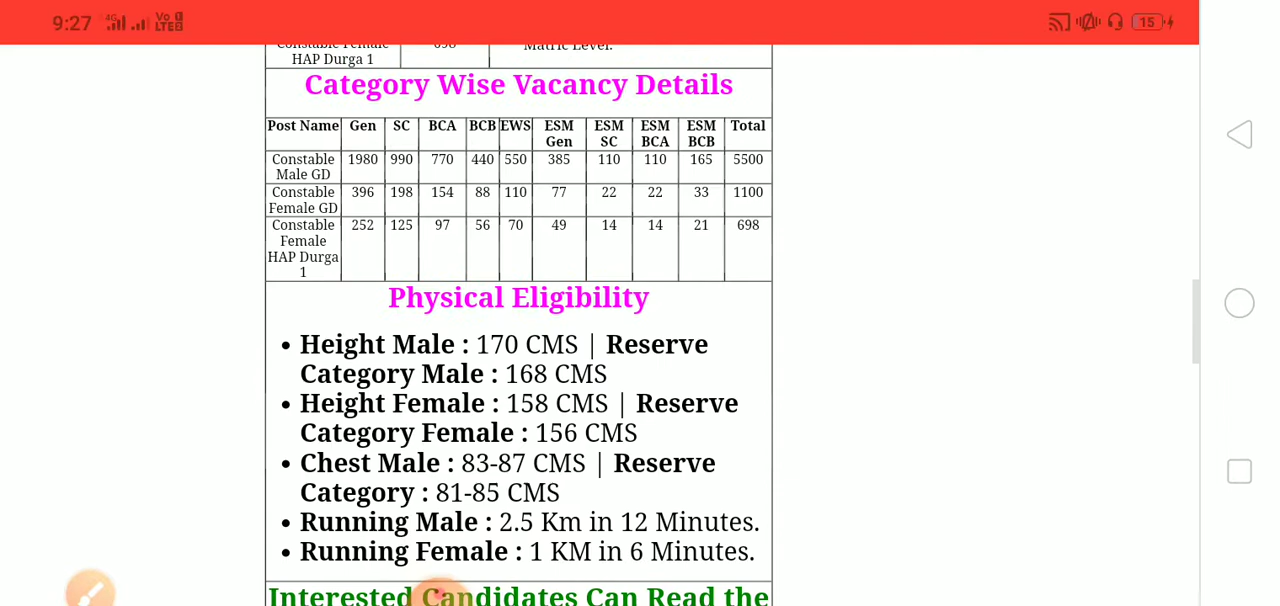 9:27 4G Vo 1 LTE 2 15
HAP Durga 1
Matric Level.
Category Wise Vacancy Details
Post Name Gen SC BCA BCB EWS ESM Gen ESM SC ESM BCA ESM BCB Total
Constable Male GD 1980 990 770 440 550 385 110 110 165 5500
Constable Female GD 396 198 154 88 110 77 22 22 33 1100
Constable Female HAP Durga 1 252 125 97 56 70 49 14 14 21 698
Physical Eligibility
• Height Male : 170 CMS | Reserve
Category Male : 168 CMS
• Height Female : 158 CMS | Reserve
Category Female : 156 CMS
• Chest Male : 83-87 CMS | Reserve
Category : 81-85 CMS
• Running Male : 2.5 Km in 12 Minutes.
• Running Female : 1 KM in 6 Minutes.
Interested Candidates Can Read the